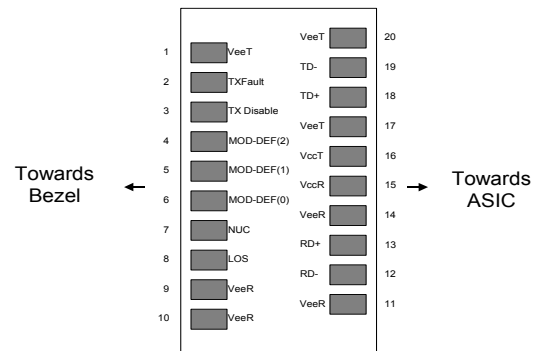 Towards
Bezel
1 VeeT
2 TXFault
3 TX Disable
4 MOD-DEF(2)
5 MOD-DEF(1)
6 MOD-DEF(0)
7 NUC
8 LOS
9 VeeR
10 VeeR
VeeT 20
TD- 19
TD+ 18
VeeT 17
VccT 16
VccR 15
VeeR 14
RD+ 13
RD- 12
VeeR 11
Towards
ASIC